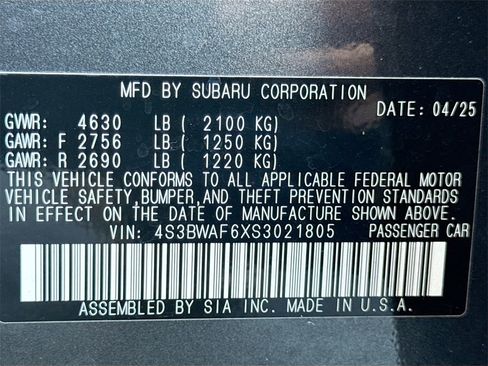 MFD BY SUBARU CORPORATION
DATE: 04/25
GVWR: 4630 LB ( 2100 KG)
GAWR: F 2756 LB ( 1250 KG)
GAWR: R 2690 LB ( 1220 KG)
THIS VEHICLE CONFORMS TO ALL APPLICABLE FEDERAL MOTOR
VEHICLE SAFETY, BUMPER, AND THEFT PREVENTION STANDARDS
IN EFFECT ON THE DATE OF MANUFACTURE SHOWN ABOVE.
VIN: 4S3BWAF6XS3021805 PASSENGER CAR
ASSEMBLED BY SIA INC. MADE IN U.S.A.